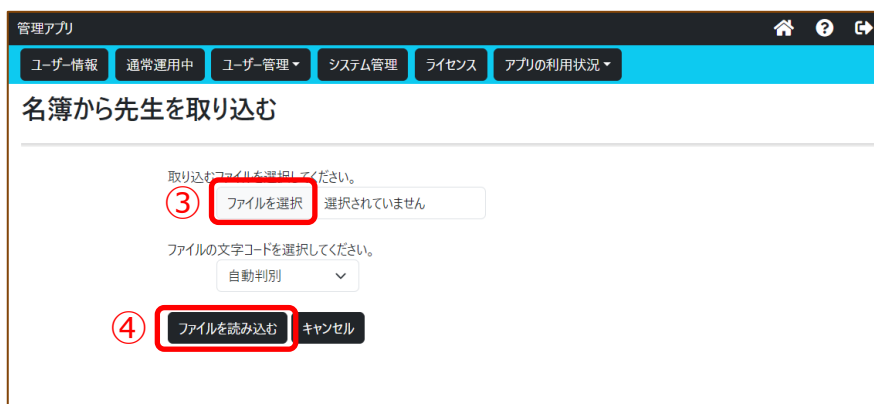 管理アプリ
ユーザー情報 通常運用中 ユーザー管理 システム管理 ライセンス アプリの利用状況
名簿から先生を取り込む
取り込むファイルを選択してください。
③ ファイルを選択 選択されていません
ファイルの文字コードを選択してください。
自動判別
④ ファイルを読み込む キャンセル